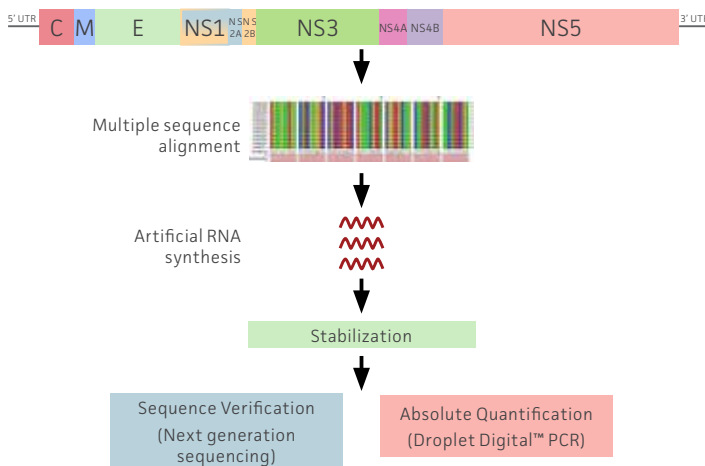 5' UTR C M E NS1 NS 2A NS 2B NS3 NS4A NS4B NS5 3' UTI
Multiple sequence
alignment
Artificial RNA
synthesis
Stabilization
Sequence Verification
(Next generation
sequencing)
Absolute Quantification
(Droplet Digital™ PCR)